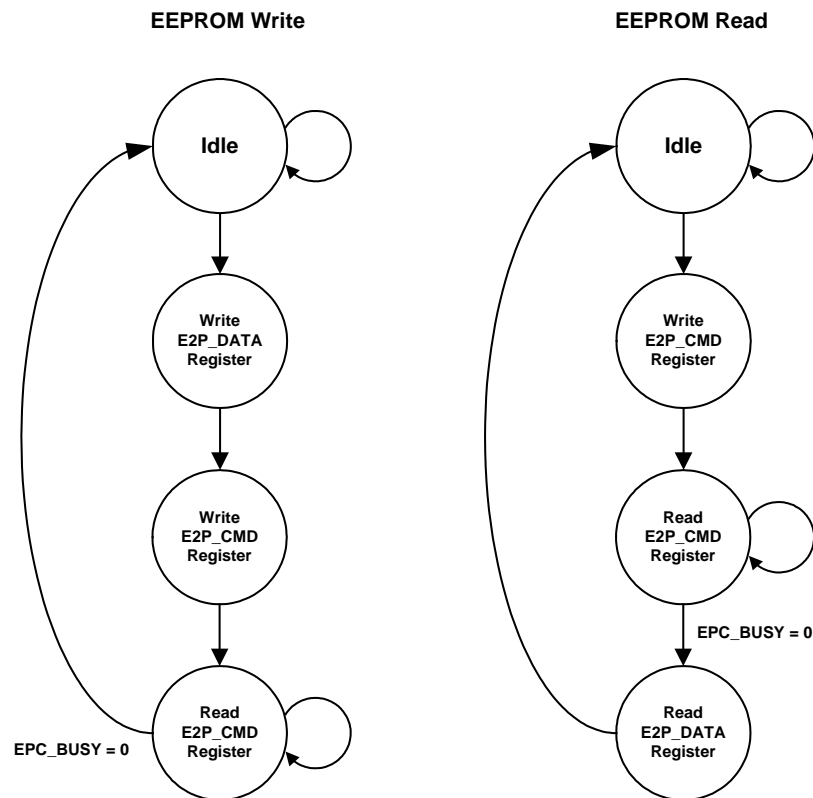 EEPROM Write
Idle
Write
E2P_DATA
Register
Write
E2P_CMD
Register
Read
E2P_CMD
Register
EPC_BUSY = 0
EEPROM Read
Idle
Write
E2P_CMD
Register
Read
E2P_CMD
Register
EPC_BUSY = 0
Read
E2P_DATA
Register